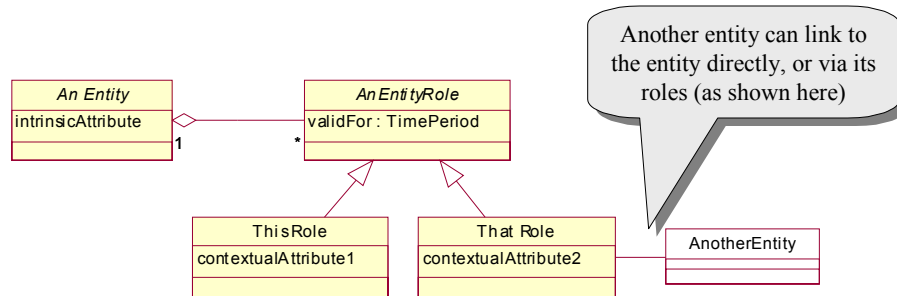 Another entity can link to
the entity directly, or via its
roles (as shown here)
An Entity
intrinsicAttribute
1
AnEntityRole
validFor : TimePeriod
*
ThisRole
contextualAttribute1
That Role
contextualAttribute2
AnotherEntity